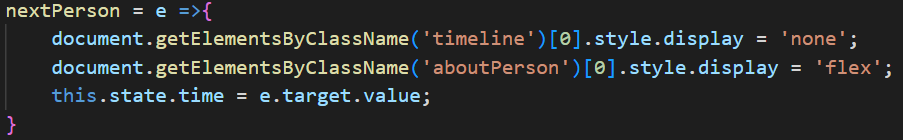 nextPerson = e =>{
    document.getElementsByClassName('timeline')[0].style.display = 'none';
    document.getElementsByClassName('aboutPerson')[0].style.display = 'flex';
    this.state.time = e.target.value;
}